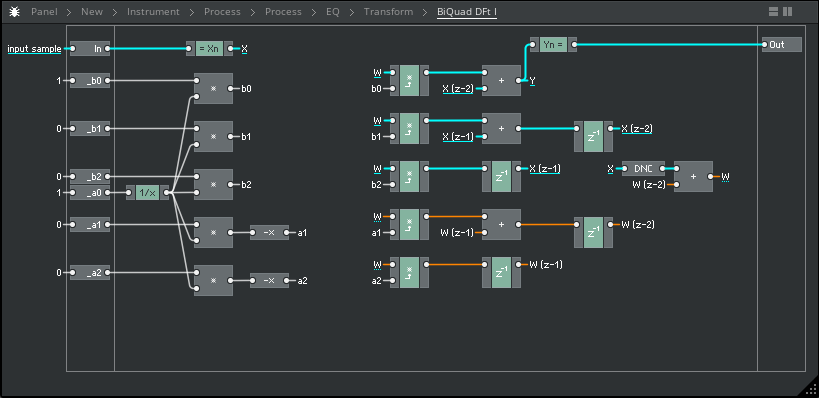 Panel > New > Instrument > Process > Process > EQ > Transform > BiQuad DFt I
input sample In = Xn X Yn = Out
1 _b0 * b0
W b0 * + Y
X (z-2)
0 _b1 * b1
W b1 * + z-1 X (z-2)
X (z-1)
0 _b2 * b2
W b2 * z-1 X (z-1)
X DNC + W
W (z-2)
1 _a0 1/x
0 _a1 * -X a1
W a1 * + z-1 W (z-2)
W (z-1)
0 _a2 * -X a2
W a2 * z-1 W (z-1)